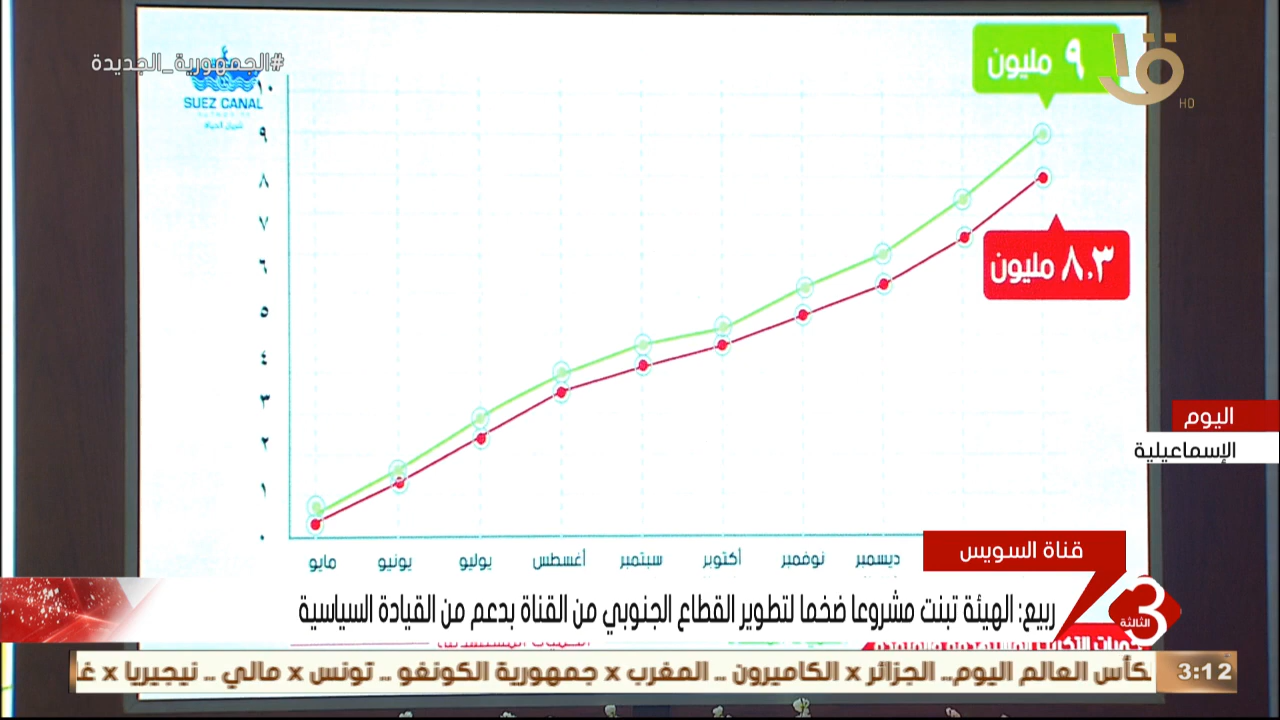 #الجمهورية_الجديدة
SUEZ CANAL
٩ مليون
HD
١٠
٩
٨
٧
٦
٥
٤
٣
٢
١
٠
٨.٣ مليون
مايو يونيو يوليو أغسطس سبتمبر أكتوبر نوفمبر ديسمبر
اليوم
الإسماعيلية
قناة السويس
ربيع: الهيئة تبنت مشروعا ضخما لتطوير القطاع الجنوبي من القناة بدعم من القيادة السياسية
3
الثالثة
كأس العالم اليوم.. الجزائر x الكاميرون .. المغرب x جمهورية الكونغو .. تونس x مالي .. نيجيريا x
3:12